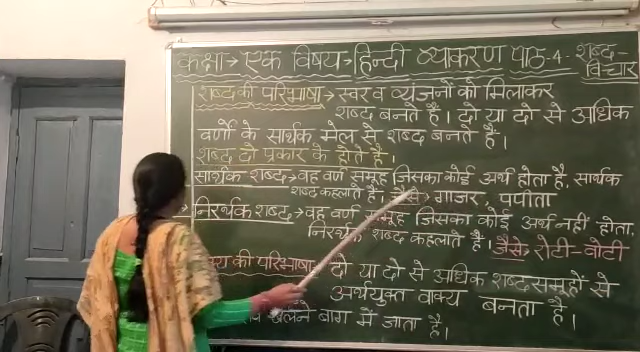 कक्षा→ एक विषय→ हिन्दी व्याकरण पाठ-4- शब्द-विचार
शब्द की परिभाषा→ स्वर व व्यंजनों को मिलाकर
शब्द बनते हैं। दो या दो से अधिक
वर्णों के सार्थक मेल से शब्द बनते हैं।
शब्द दो प्रकार के होते हैं।
सार्थक शब्द→ वह वर्ण समूह जिसका कोई अर्थ होता है, सार्थक
शब्द कहलाते हैं। जैसे→ गाजर, पपीता
→ निरर्थक शब्द→ वह वर्ण समूह जिसका कोई अर्थ नहीं होता,
निरर्थक शब्द कहलाते हैं। जैसे, रोटी-वोटी
की परिभाषा दो या दो से अधिक शब्द समूहों से
अर्थयुक्त वाक्य बनता है।
खेलने बाग में जाता है।